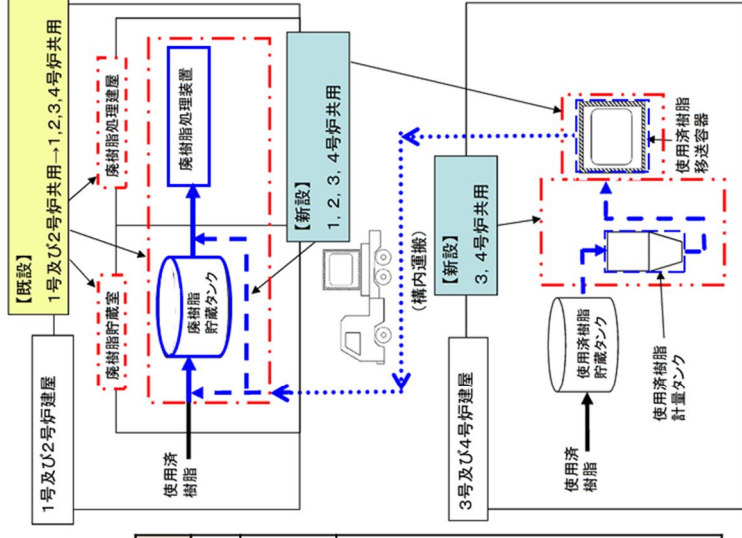 【既設】
1号及び2号炉共用→1,2,3,4号炉共用
1号及び2号炉建屋
廃樹脂貯蔵室
廃樹脂処理建屋
廃樹脂処理装置
廃樹脂
貯蔵タンク
使用済
樹脂
【新設】
1, 2, 3, 4号炉共用
(構内運搬)
【新設】
3, 4号炉共用
3号及び4号炉建屋
使用済樹脂
貯蔵タンク
使用済
樹脂
使用済樹脂
計量タンク
使用済樹脂
移送容器